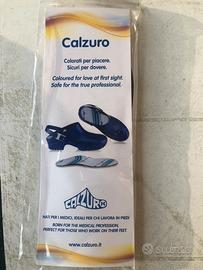 Calzuro
Colorati per piacere.
Sicuri per dovere.
Coloured for love at first sight.
Safe for the true professional.
CALZURO
NATI PER I MEDICI, IDEALI PER CHI LAVORA IN PIEDI
BORN FOR THE MEDICAL PROFESSION,
PERFECT FOR THOSE WHO WORK ON THEIR FEET.
www.calzuro.it